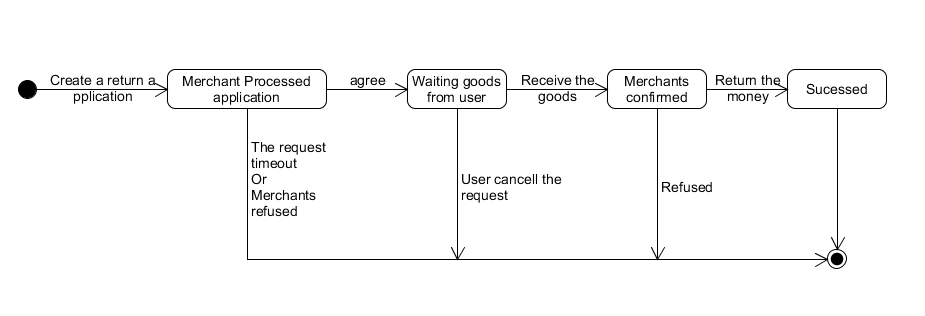 Create a return a
pplication
Merchant Processed
application
agree
Waiting goods
from user
Receive the
goods
Merchants
confirmed
Return the
money
Sucessed
The request
timeout
Or
Merchants
refused
User cancell the
request
Refused